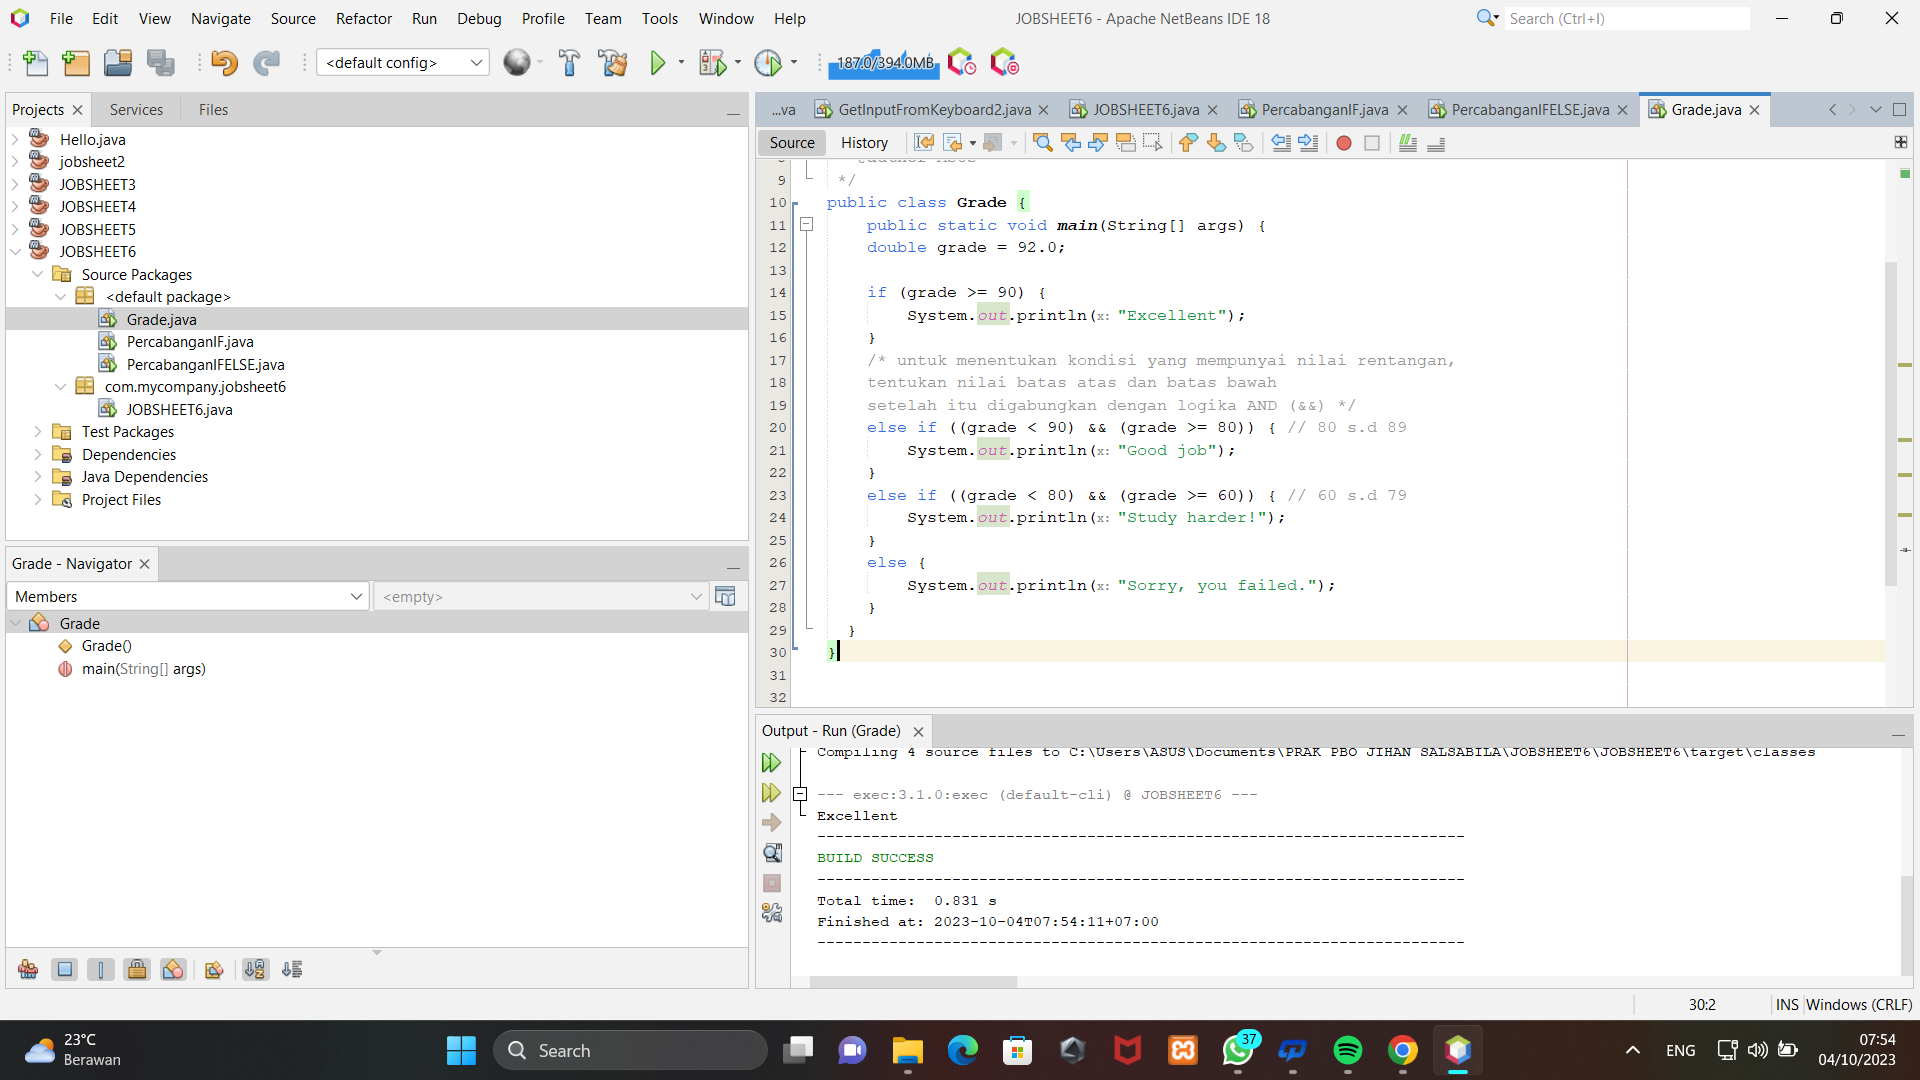 File Edit View Navigate Source Refactor Run Debug Profile Team Tools Window Help
JOBSHEET6 - Apache NetBeans IDE 18
Search (Ctrl+I)
<default config>
187.0/394.0MB
Projects
Services
Files
Hello.java
jobsheet2
JOBSHEET3
JOBSHEET4
JOBSHEET5
JOBSHEET6
Source Packages
<default package>
Grade.java
PercabanganIF.java
PercabanganIFELSE.java
com.mycompany.jobsheet6
JOBSHEET6.java
Test Packages
Dependencies
Java Dependencies
Project Files
Grade - Navigator
Members
<empty>
Grade
Grade()
main(String[] args)
...va GetInputFromKeyboard2.java JOBSHEET6.java PercabanganIF.java PercabanganIFELSE.java Grade.java
Source History
9 */
10 public class Grade {
11 public static void main(String[] args) {
12 double grade = 92.0;
13
14 if (grade >= 90) {
15 System.out.println(x: "Excellent");
16 }
17 /* untuk menentukan kondisi yang mempunyai nilai rentangan,
18 tentukan nilai batas atas dan batas bawah
19 setelah itu digabungkan dengan logika AND (&&) */
20 else if ((grade < 90) && (grade >= 80)) { // 80 s.d 89
21 System.out.println(x: "Good job");
22 }
23 else if ((grade < 80) && (grade >= 60)) { // 60 s.d 79
24 System.out.println(x: "Study harder!");
25 }
26 else {
27 System.out.println(x: "Sorry, you failed.");
28 }
29 }
30 }
31
32
Output - Run (Grade)
Compiling 4 source files to C:\Users\ASUS\Documents\PRAK PBO JIHAN SALSABILA\JOBSHEET6\JOBSHEET6\target\classes
--- exec:3.1.0:exec (default-cli) @ JOBSHEET6 ---
Excellent
------------------------------------------------------------------------
BUILD SUCCESS
------------------------------------------------------------------------
Total time: 0.831 s
Finished at: 2023-10-04T07:54:11+07:00
------------------------------------------------------------------------
30:2 INS Windows (CRLF)
23°C
Berawan
Search
37
ENG
07:54
04/10/2023